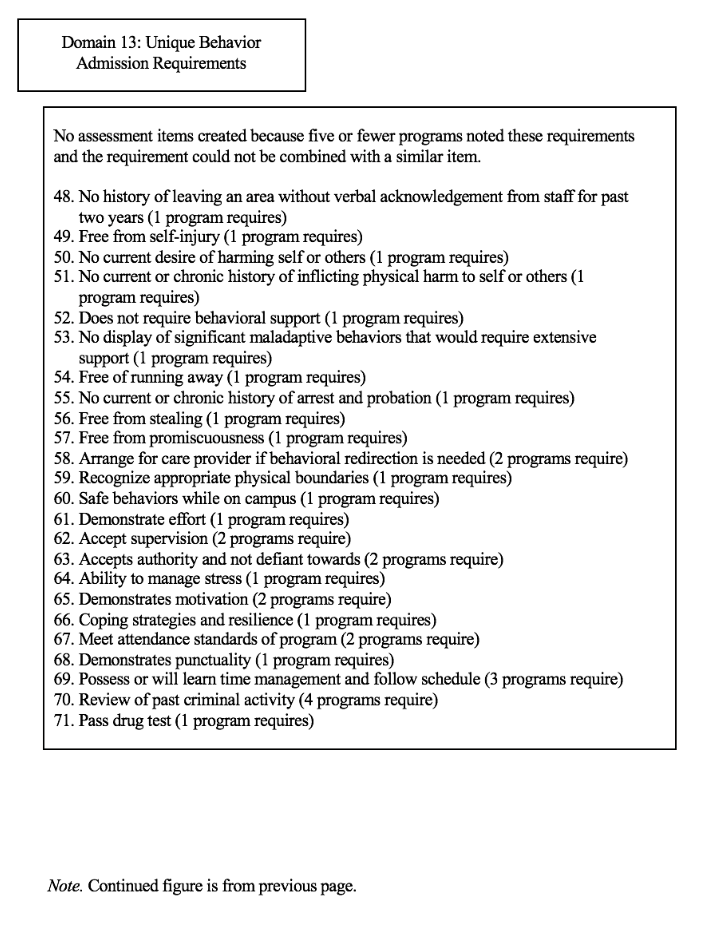 Domain 13: Unique Behavior
Admission Requirements
No assessment items created because five or fewer programs noted these requirements
and the requirement could not be combined with a similar item.
48. No history of leaving an area without verbal acknowledgement from staff for past
two years (1 program requires)
49. Free from self-injury (1 program requires)
50. No current desire of harming self or others (1 program requires)
51. No current or chronic history of inflicting physical harm to self or others (1
program requires)
52. Does not require behavioral support (1 program requires)
53. No display of significant maladaptive behaviors that would require extensive
support (1 program requires)
54. Free of running away (1 program requires)
55. No current or chronic history of arrest and probation (1 program requires)
56. Free from stealing (1 program requires)
57. Free from promiscuousness (1 program requires)
58. Arrange for care provider if behavioral redirection is needed (2 programs require)
59. Recognize appropriate physical boundaries (1 program requires)
60. Safe behaviors while on campus (1 program requires)
61. Demonstrate effort (1 program requires)
62. Accept supervision (2 programs require)
63. Accepts authority and not defiant towards (2 programs require)
64. Ability to manage stress (1 program requires)
65. Demonstrates motivation (2 programs require)
66. Coping strategies and resilience (1 program requires)
67. Meet attendance standards of program (2 programs require)
68. Demonstrates punctuality (1 program requires)
69. Possess or will learn time management and follow schedule (3 programs require)
70. Review of past criminal activity (4 programs require)
71. Pass drug test (1 program requires)
Note. Continued figure is from previous page.